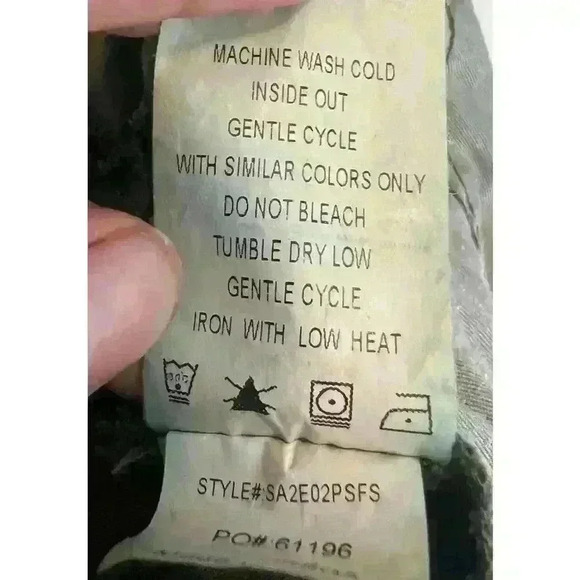 MACHINE WASH COLD
INSIDE OUT
GENTLE CYCLE
WITH SIMILAR COLORS ONLY
DO NOT BLEACH
TUMBLE DRY LOW
GENTLE CYCLE
IRON WITH LOW HEAT
STYLE#:SA2E02PSFS
PO# 61196